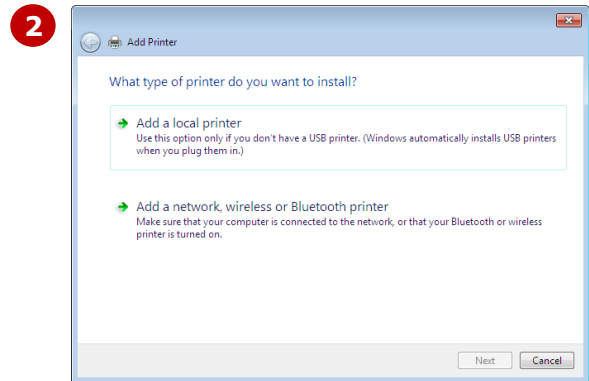 2
Add Printer
What type of printer do you want to install?
Add a local printer
Use this option only if you don't have a USB printer. (Windows automatically installs USB printers
when you plug them in.)
Add a network, wireless or Bluetooth printer
Make sure that your computer is connected to the network, or that your Bluetooth or wireless
printer is turned on.
Next Cancel